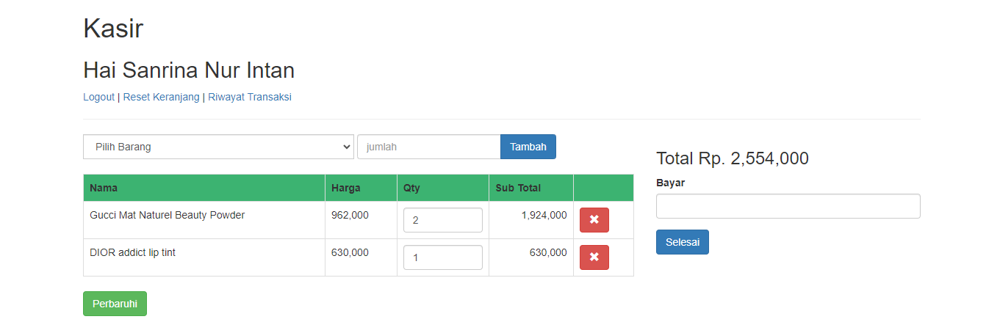 Kasir
Hai Sanrina Nur Intan
Logout | Reset Keranjang | Riwayat Transaksi
Pilih Barang jumlah Tambah
Nama Harga Qty Sub Total
Gucci Mat Naturel Beauty Powder 962,000 2 1,924,000
DIOR addict lip tint 630,000 1 630,000
Perbaruhi
Total Rp. 2,554,000
Bayar
Selesai